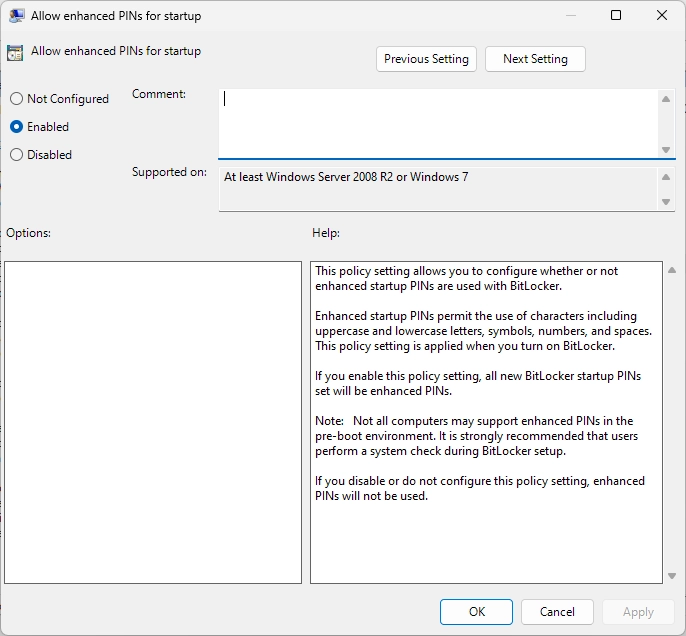 Allow enhanced PINs for startup
Allow enhanced PINs for startup
Previous Setting
Next Setting
Not Configured
Enabled
Disabled
Comment:
Supported on:
At least Windows Server 2008 R2 or Windows 7
Options:
Help:
This policy setting allows you to configure whether or not
enhanced startup PINs are used with BitLocker.
Enhanced startup PINs permit the use of characters including
uppercase and lowercase letters, symbols, numbers, and spaces.
This policy setting is applied when you turn on BitLocker.
If you enable this policy setting, all new BitLocker startup PINs
set will be enhanced PINs.
Note:   Not all computers may support enhanced PINs in the
pre-boot environment. It is strongly recommended that users
perform a system check during BitLocker setup.
If you disable or do not configure this policy setting, enhanced
PINs will not be used.
OK
Cancel
Apply